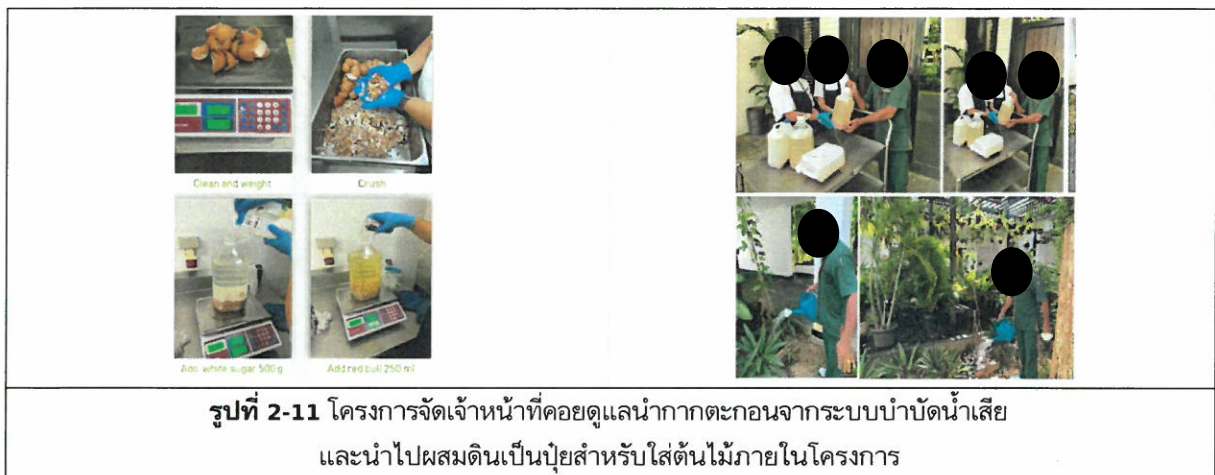 Clean and weight
Crush
Add white sugar 500 g
Add red bull 250 ml
รูปที่ 2-11 โครงการจัดเจ้าหน้าที่คอยดูแลนำกากตะกอนจากระบบบำบัดน้ำเสีย
และนำไปผสมดินเป็นปุ๋ยสำหรับใส่ต้นไม้ภายในโครงการ